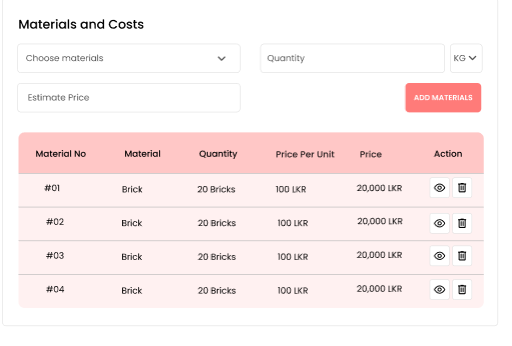 Materials and Costs
Choose materials Quantity KG
Estimate Price ADD MATERIALS
Material No Material Quantity Price Per Unit Price Action
#01 Brick 20 Bricks 100 LKR 20,000 LKR
#02 Brick 20 Bricks 100 LKR 20,000 LKR
#03 Brick 20 Bricks 100 LKR 20,000 LKR
#04 Brick 20 Bricks 100 LKR 20,000 LKR